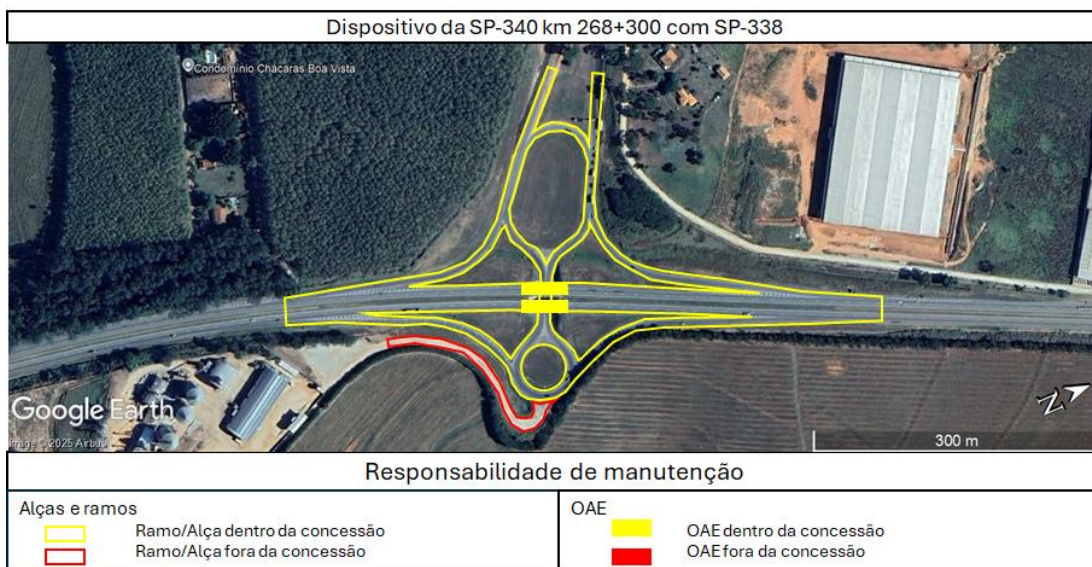 Dispositivo da SP-340 km 268+300 com SP-338
Condomínio Chácaras Boa Vista
Google Earth
Image © 2025 Airbus
N
300 m
Responsabilidade de manutenção
Alças e ramos
Ramo/Alça dentro da concessão
Ramo/Alça fora da concessão
OAE
OAE dentro da concessão
OAE fora da concessão